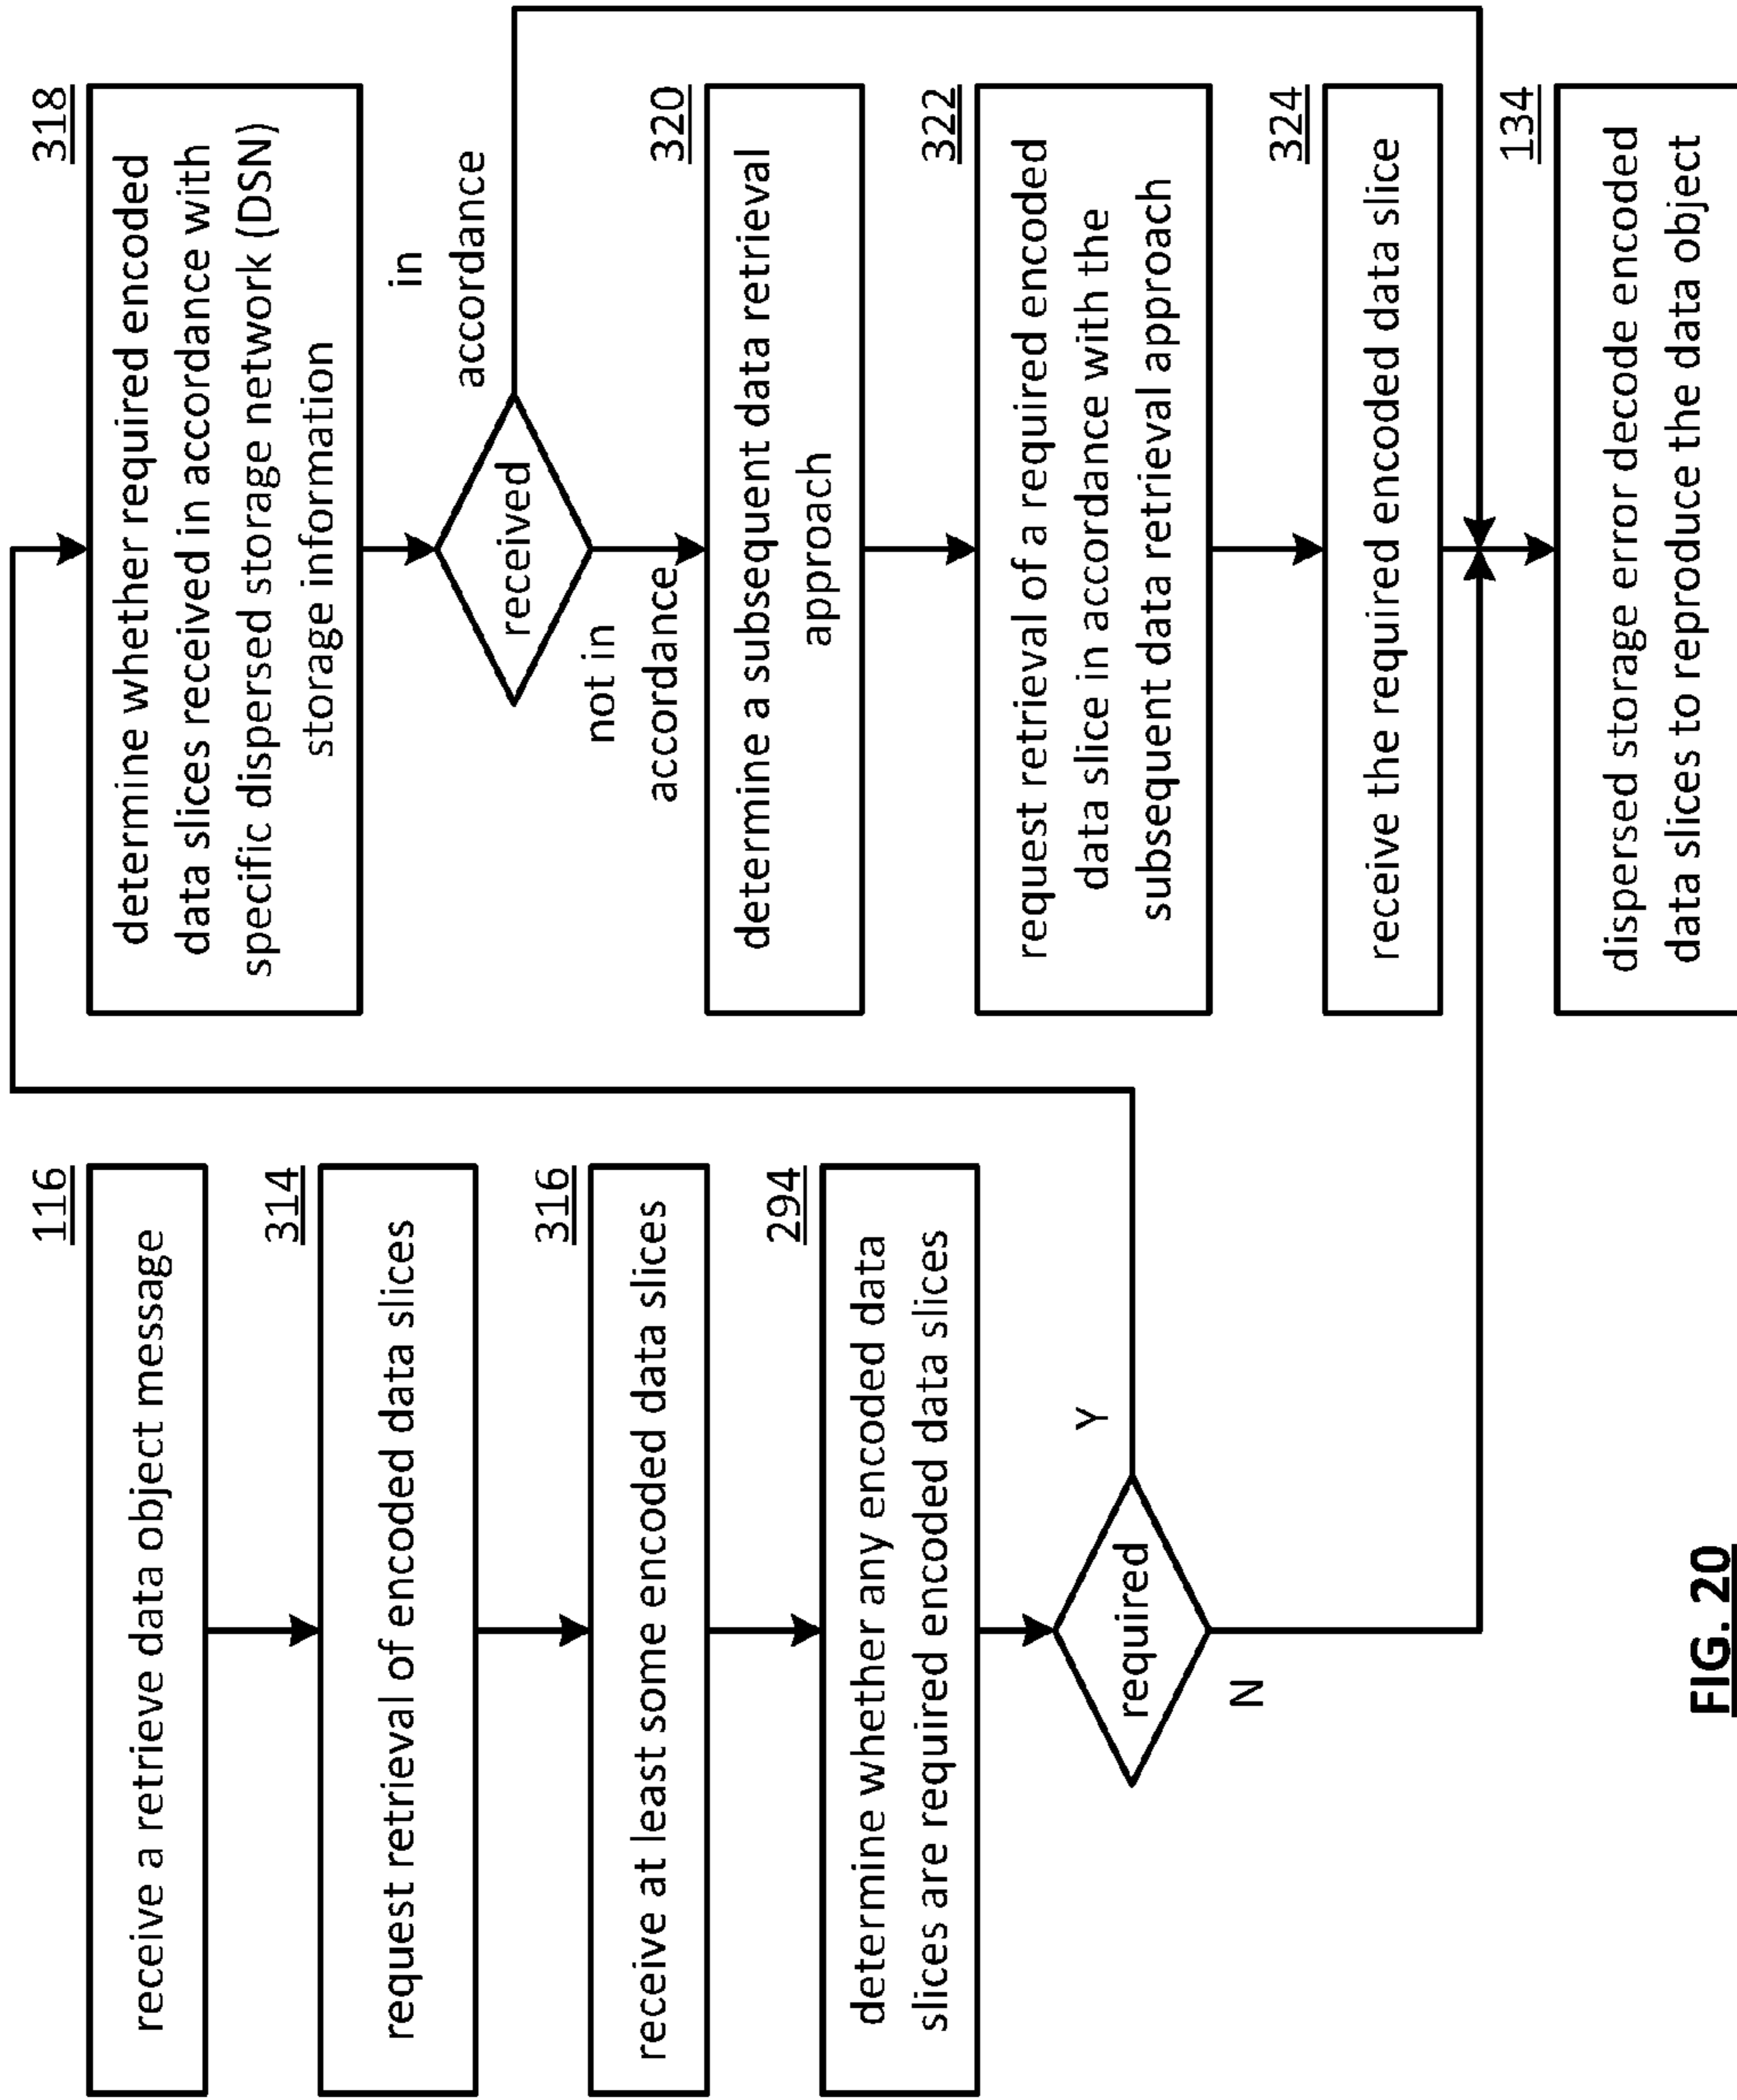 116
receive a retrieve data object message
314
request retrieval of encoded data slices
316
receive at least some encoded data slices
294
determine whether any encoded data
slices are required encoded data slices
required
Y
N
318
determine whether required encoded
data slices received in accordance with
specific dispersed storage network (DSN)
storage information
received
in
accordance
not in
accordance
320
determine a subsequent data retrieval
approach
322
request retrieval of a required encoded
data slice in accordance with the
subsequent data retrieval approach
324
receive the required encoded data slice
134
dispersed storage error decode encoded
data slices to reproduce the data object
FIG. 20